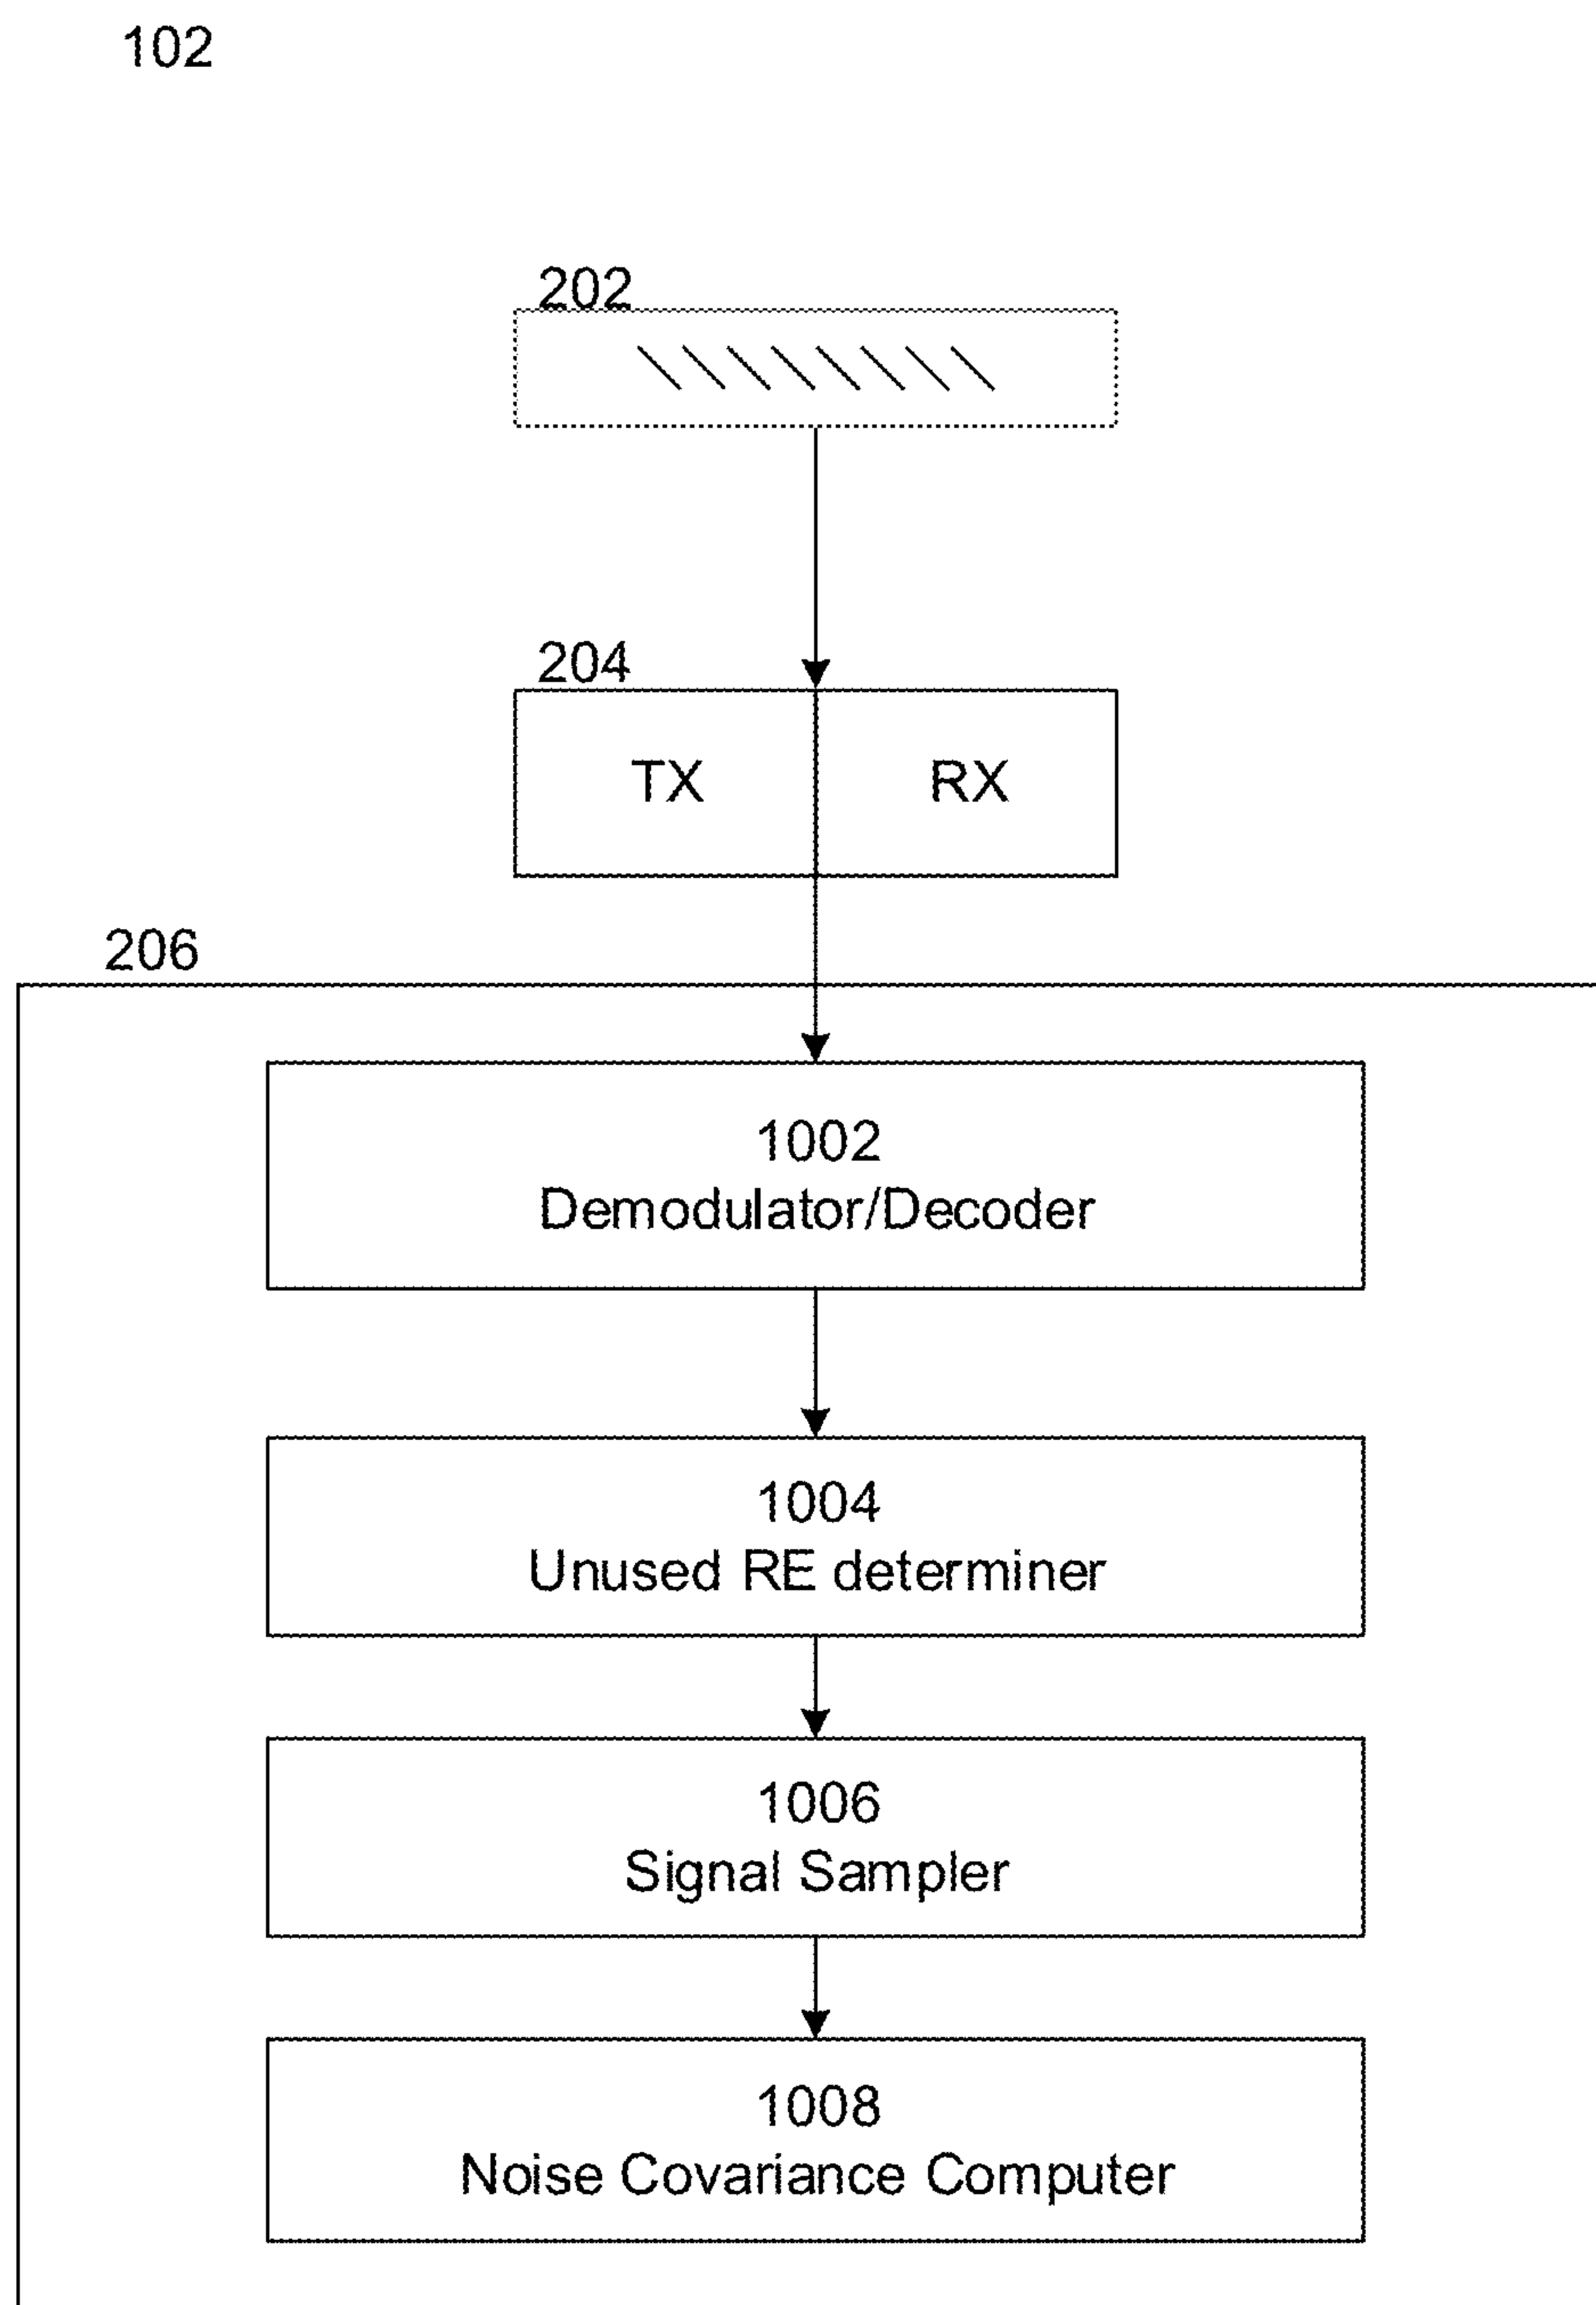 102
202
204
TX RX
206
1002
Demodulator/Decoder
1004
Unused RE determiner
1006
Signal Sampler
1008
Noise Covariance Computer